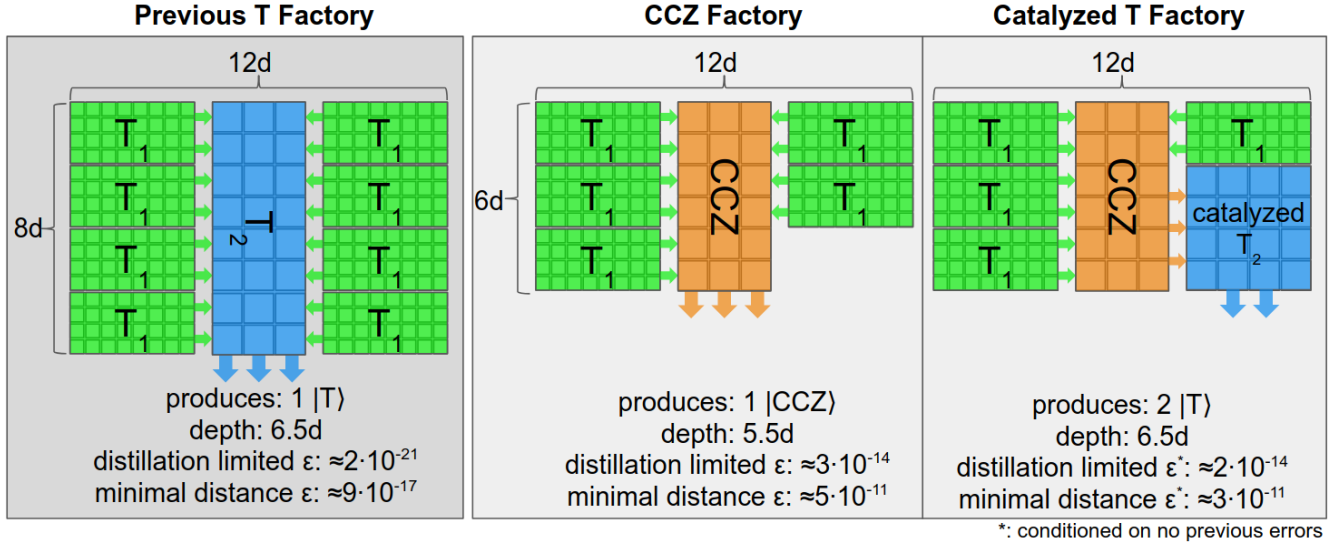 Previous T Factory
12d
8d
T1
T1
T1
T1
T2
T1
T1
T1
T1
produces: 1 |T⟩
depth: 6.5d
distillation limited ε: ≈2·10^-21
minimal distance ε: ≈9·10^-17
CCZ Factory
12d
6d
T1
T1
T1
CCZ
T1
T1
produces: 1 |CCZ⟩
depth: 5.5d
distillation limited ε: ≈3·10^-14
minimal distance ε: ≈5·10^-11
Catalyzed T Factory
12d
T1
T1
T1
CCZ
T1
catalyzed
T2
produces: 2 |T⟩
depth: 6.5d
distillation limited ε*: ≈2·10^-14
minimal distance ε*: ≈3·10^-11
*: conditioned on no previous errors